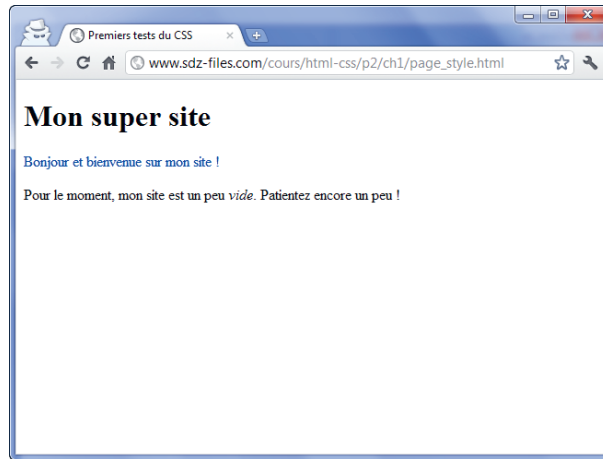 Premiers tests du CSS
www.sdz-files.com/cours/html-css/p2/ch1/page_style.html
Mon super site
Bonjour et bienvenue sur mon site !
Pour le moment, mon site est un peu vide. Patientez encore un peu !